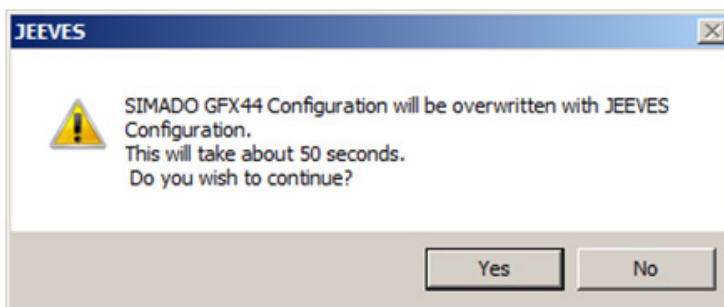 JEEVES
SIMADO GFX44 Configuration will be overwritten with JEEVES
Configuration.
This will take about 50 seconds.
Do you wish to continue?
Yes
No